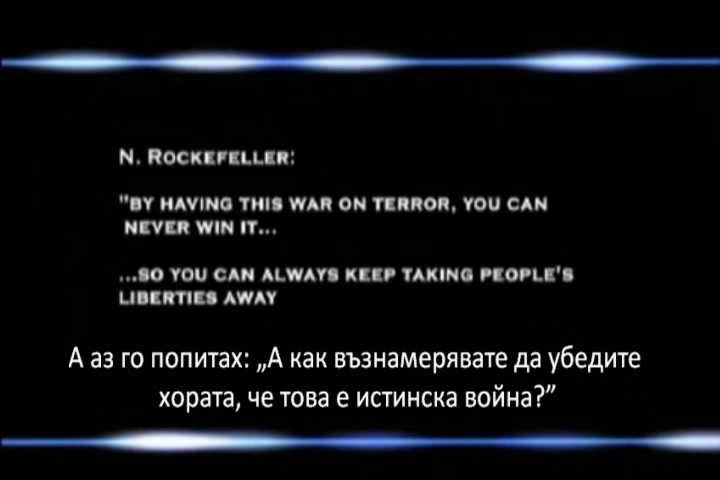 N. ROCKEFELLER:
"BY HAVING THIS WAR ON TERROR, YOU CAN
NEVER WIN IT...
...SO YOU CAN ALWAYS KEEP TAKING PEOPLE'S
LIBERTIES AWAY
А аз го попитах: „А как възнамерявате да убедите
хората, че това е истинска война?”